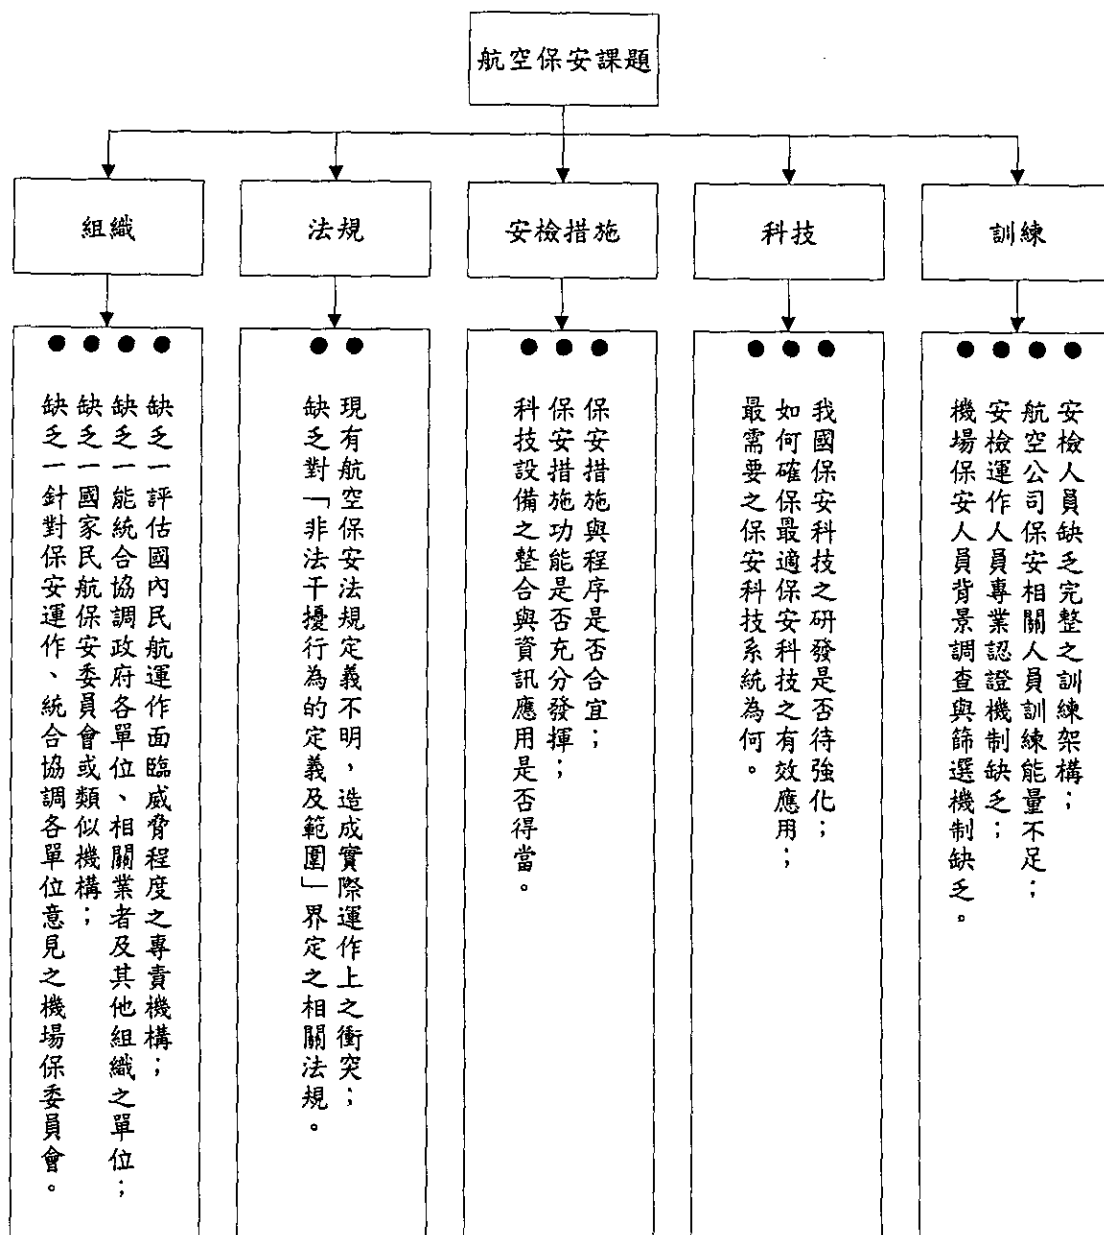 航空保安課題
組織
法規
安檢措施
科技
訓練
●缺乏一評估國內民航運作面臨威脅程度之專責機構；
●缺乏一能統合協調政府各單位、相關業者及其他組織之單位；
●缺乏一國家民航保安委員會或類似機構；
●缺乏一針對保安運作、統合協調各單位意見之機場保委員會。
●現有航空保安法規定義不明，造成實際運作上之衝突；
●缺乏對「非法干擾行為的定義及範圍」界定之相關法規。
●保安措施與程序是否合宜；
●保安措施功能是否充分發揮；
●科技設備之整合與資訊應用是否得當。
●我國保安科技之研發是否待強化；
●如何確保最適保安科技之有效應用；
●最需要之保安科技系統為何。
●安檢人員缺乏完整之訓練架構；
●航空公司保安相關人員訓練能量不足；
●安檢運作人員專業認證機制缺乏；
●機場保安人員背景調查與篩選機制缺乏。